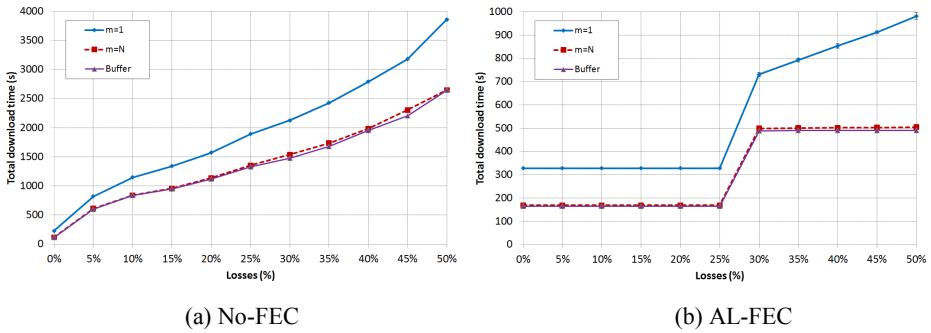 4000
3500
3000
2500
2000
1500
1000
500
0
Total download time (s)
m=1
m=N
Buffer
0% 5% 10% 15% 20% 25% 30% 35% 40% 45% 50%
Losses (%)
(a) No-FEC
1000
900
800
700
600
500
400
300
200
100
0
Total download time (s)
m=1
m=N
Buffer
0% 5% 10% 15% 20% 25% 30% 35% 40% 45% 50%
Losses (%)
(b) AL-FEC